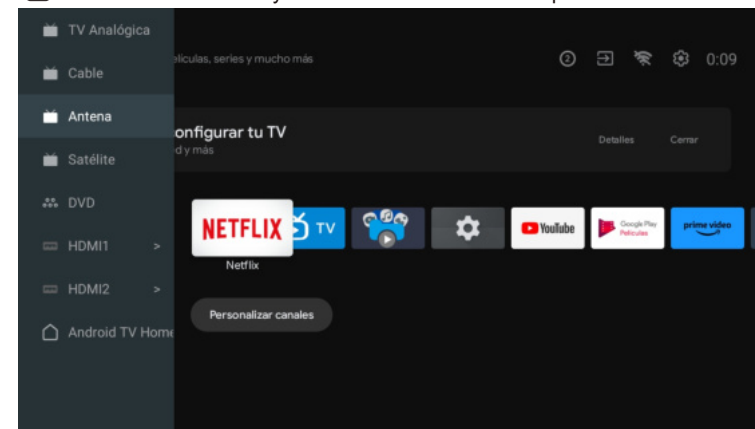 TV Analógica
Cable
Antena
Satélite
DVD
HDMI1 >
HDMI2 >
Android TV Home
elículas, series y mucho más
2
0:09
onfigurar tu TV
d y más
Detalles
Cerrar
NETFLIX
TV
YouTube
Google Play
Películas
prime video
Netflix
Personalizar canales